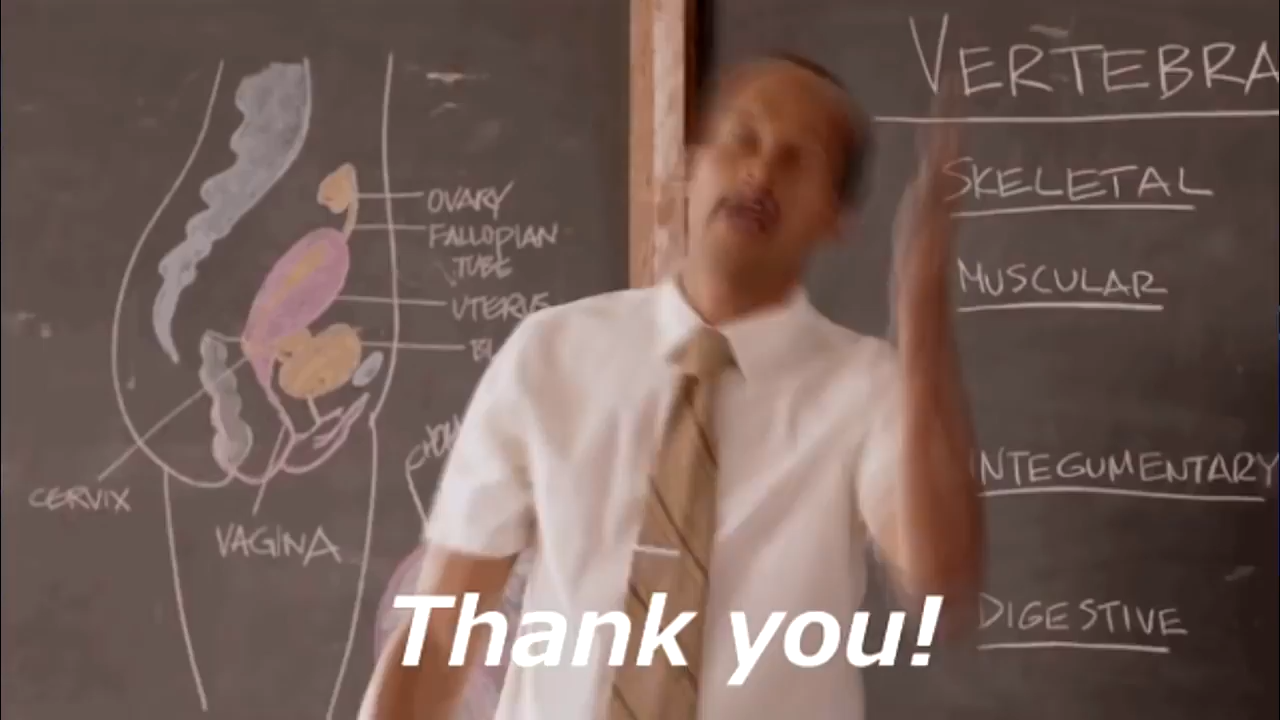 OVARY
FALLOPIAN
TUBE
UTERUS
CERVIX
VAGINA
VERTEBRA
SKELETAL
MUSCULAR
INTEGUMENTARY
DIGESTIVE
Thank you!